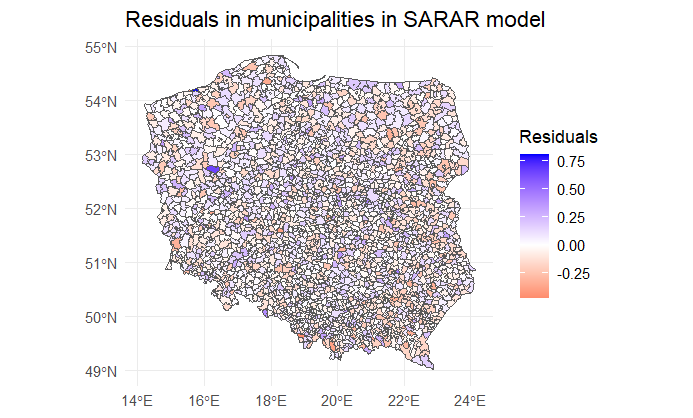 Residuals in municipalities in SARAR model
55°N
54°N
53°N
52°N
51°N
50°N
49°N
14°E 16°E 18°E 20°E 22°E 24°E
Residuals
0.75
0.50
0.25
0.00
-0.25